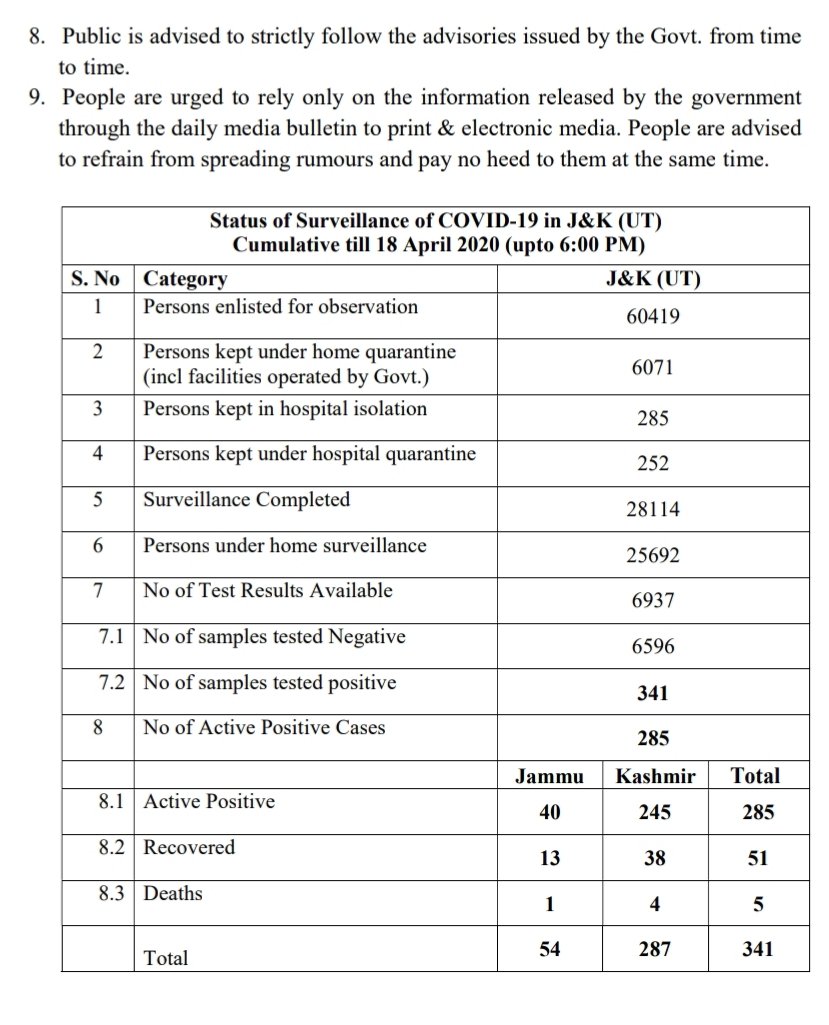 8. Public is advised to strictly follow the advisories issued by the Govt. from time
to time.
9. People are urged to rely only on the information released by the government
through the daily media bulletin to print & electronic media. People are advised
to refrain from spreading rumours and pay no heed to them at the same time.
Status of Surveillance of COVID-19 in J&K (UT)
Cumulative till 18 April 2020 (upto 6:00 PM)
S. No Category J&K (UT)
1 Persons enlisted for observation 60419
2 Persons kept under home quarantine
(incl facilities operated by Govt.) 6071
3 Persons kept in hospital isolation 285
4 Persons kept under hospital quarantine 252
5 Surveillance Completed 28114
6 Persons under home surveillance 25692
7 No of Test Results Available 6937
7.1 No of samples tested Negative 6596
7.2 No of samples tested positive 341
8 No of Active Positive Cases 285
Jammu Kashmir Total
8.1 Active Positive 40 245 285
8.2 Recovered 13 38 51
8.3 Deaths 1 4 5
Total 54 287 341